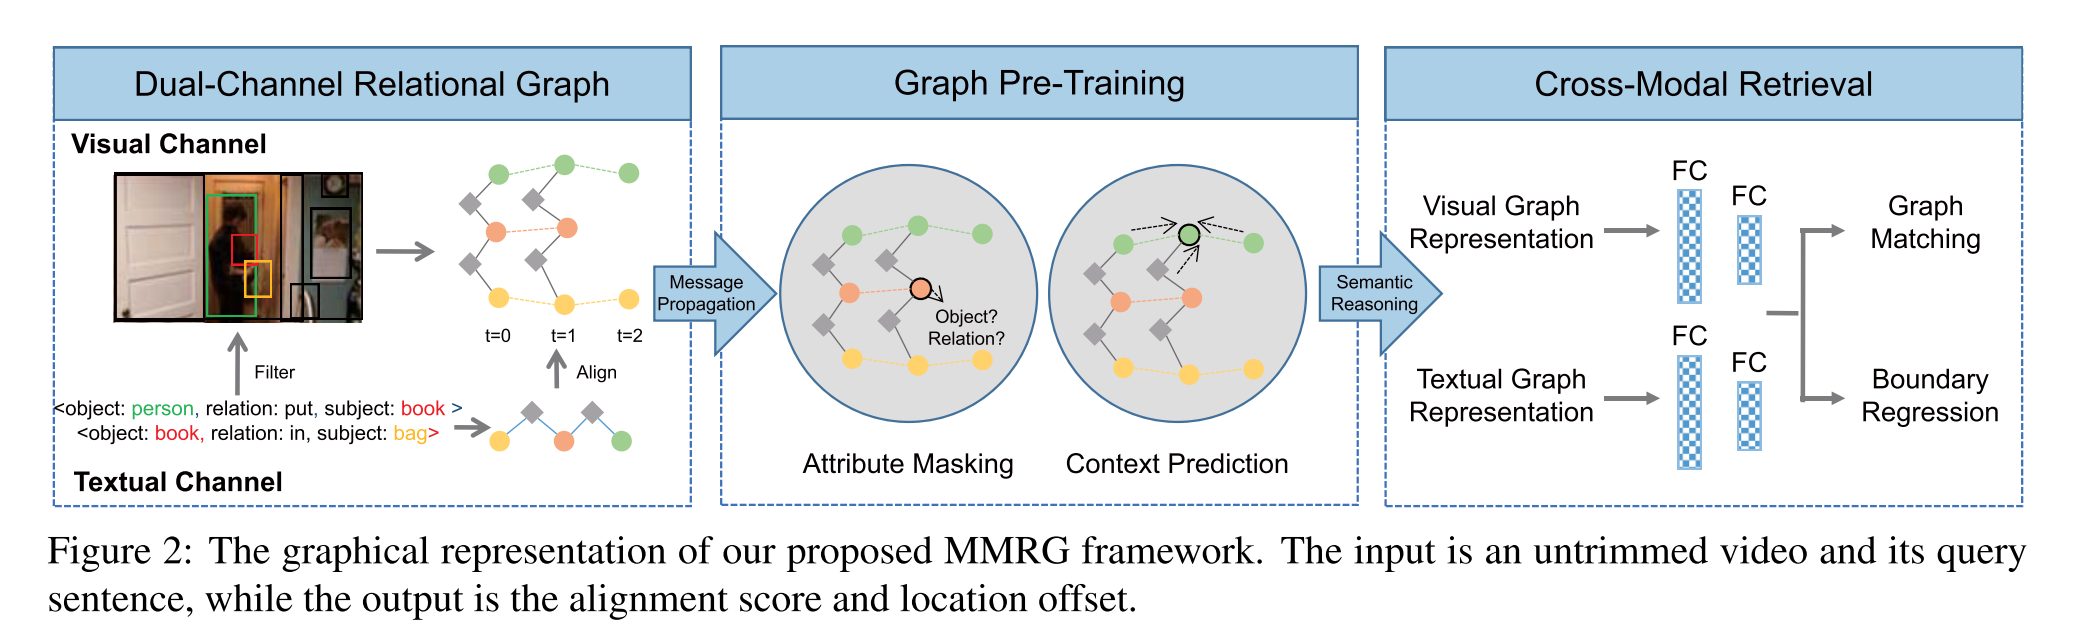 Dual-Channel Relational Graph
Visual Channel
t=0 t=1 t=2
Filter
Align
<object: person, relation: put, subject: book >
<object: book, relation: in, subject: bag>
Textual Channel
Message
Propagation
Graph Pre-Training
Object?
Relation?
Attribute Masking
Context Prediction
Semantic
Reasoning
Cross-Modal Retrieval
Visual Graph
Representation
FC
FC
Graph
Matching
Textual Graph
Representation
FC
FC
Boundary
Regression
Figure 2: The graphical representation of our proposed MMRG framework. The input is an untrimmed video and its query
sentence, while the output is the alignment score and location offset.